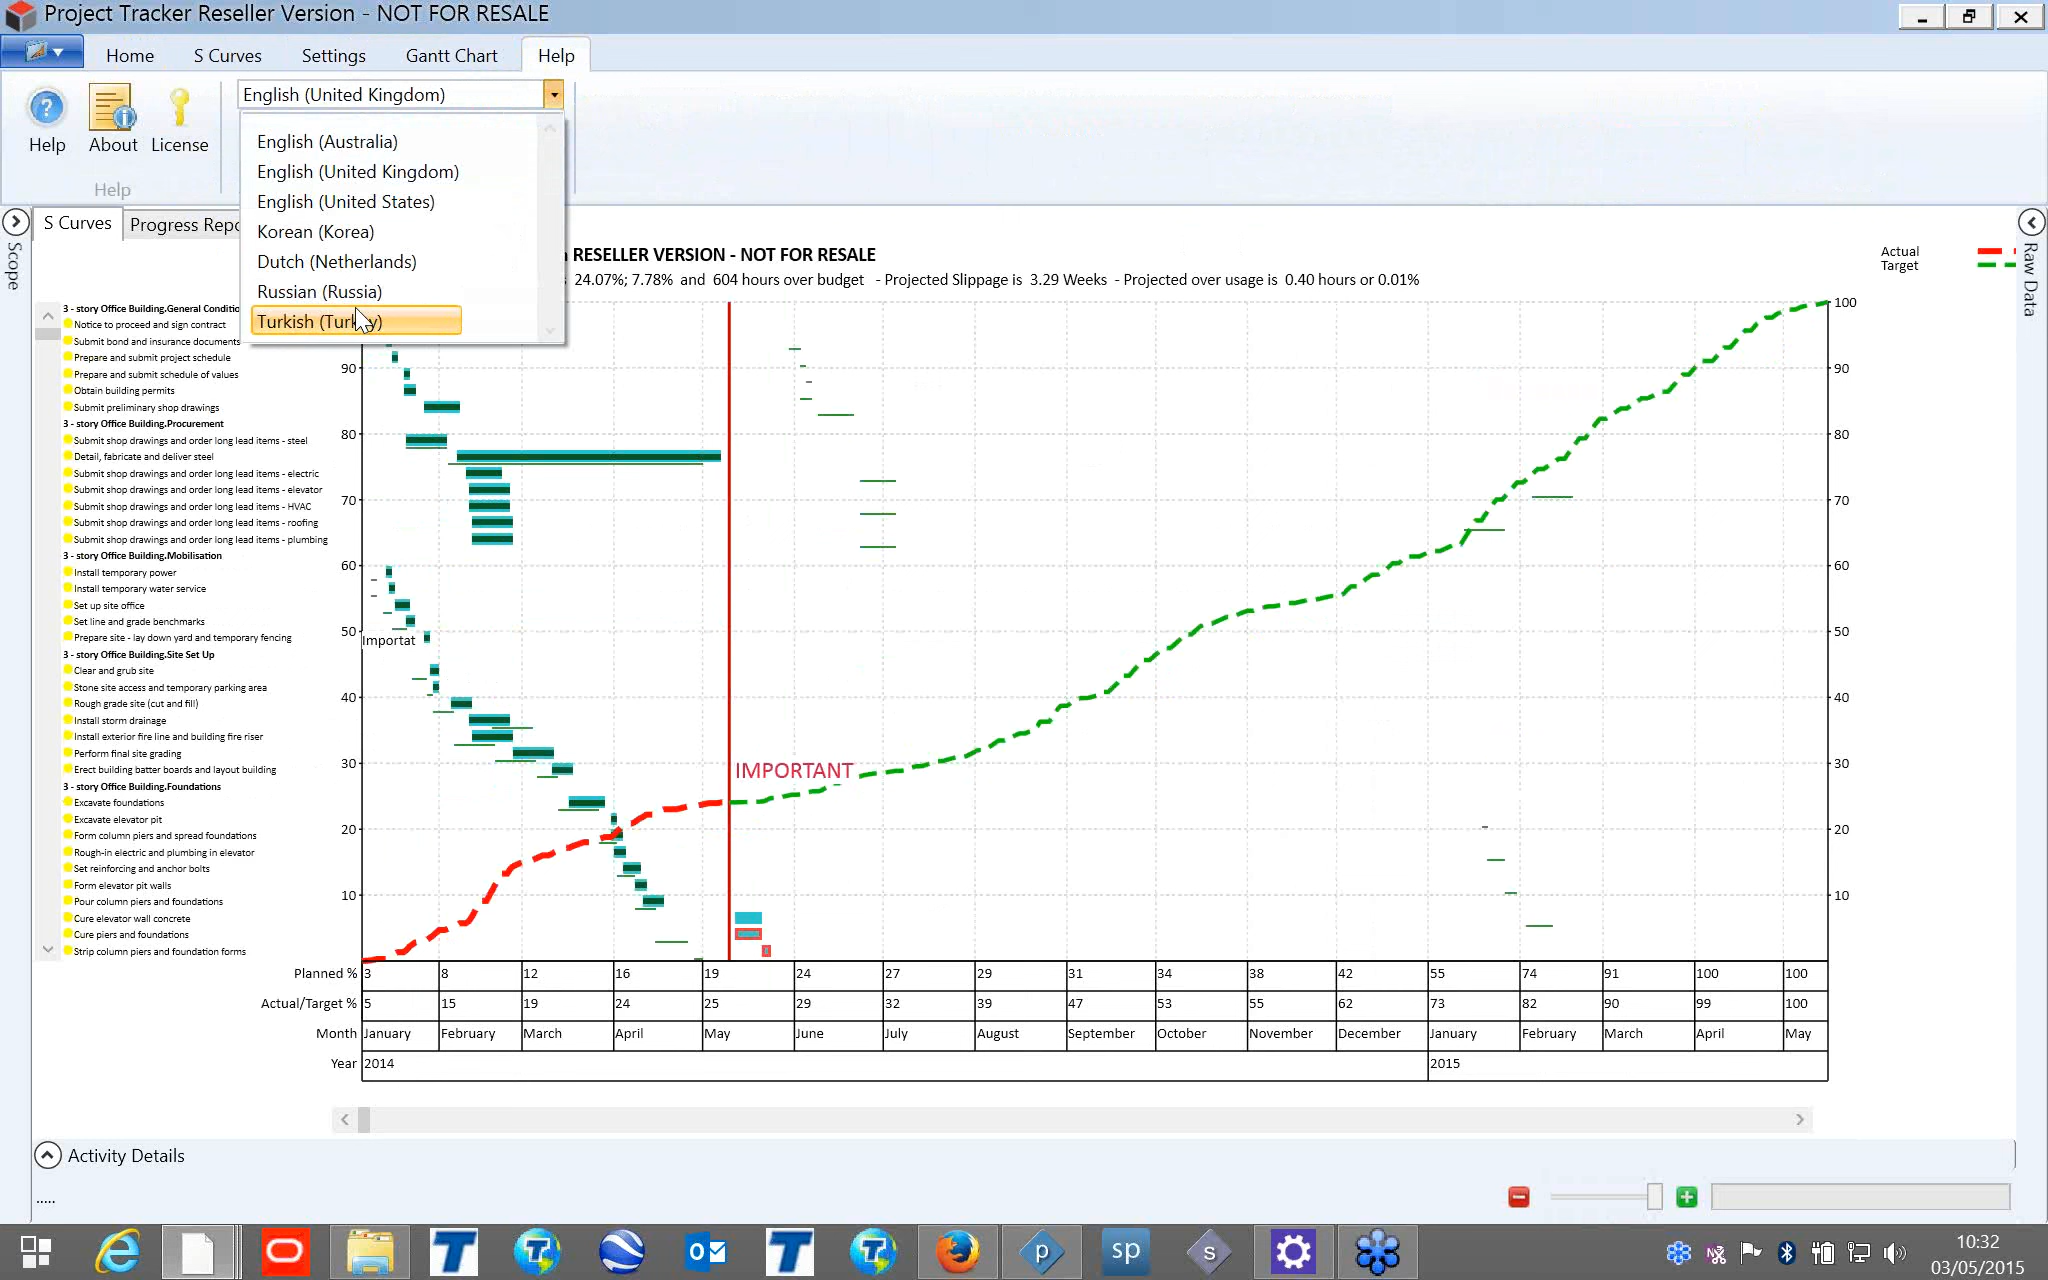 Project Tracker Reseller Version - NOT FOR RESALE
Home
S Curves
Settings
Gantt Chart
Help
English (United Kingdom)
Help
About
License
Help
English (Australia)
English (United Kingdom)
English (United States)
Korean (Korea)
Dutch (Netherlands)
Russian (Russia)
Turkish
Scope
S Curves
Progress Repo
Raw Data
RESELLER VERSION - NOT FOR RESALE
24.07%; 7.78% and 604 hours over budget - Projected Slippage is 3.29 Weeks - Projected over usage is 0.40 hours or 0.01%
Actual
Target
3 - story Office Building.General Conditio
Notice to proceed and sign contract
Submit bond and insurance documents
Prepare and submit project schedule
Prepare and submit schedule of values
Obtain building permits
Submit preliminary shop drawings
3 - story Office Building.Procurement
Submit shop drawings and order long lead items - steel
Detail, fabricate and deliver steel
Submit shop drawings and order long lead items - electric
Submit shop drawings and order long lead items - elevator
Submit shop drawings and order long lead items - HVAC
Submit shop drawings and order long lead items - roofing
Submit shop drawings and order long lead items - plumbing
3 - story Office Building.Mobilisation
Install temporary power
Install temporary water service
Set up site office
Set line and grade benchmarks
Prepare site - lay down yard and temporary fencing
3 - story Office Building.Site Set Up
Clear and grub site
Stone site access and temporary parking area
Rough grade site (cut and fill)
Install storm drainage
Install exterior fire line and building fire riser
Perform final site grading
Erect building batter boards and layout building
3 - story Office Building.Foundations
Excavate foundations
Excavate elevator pit
Form column piers and spread foundations
Rough-in electric and plumbing in elevator
Set reinforcing and anchor bolts
Form elevator pit walls
Pour column piers and foundations
Cure elevator wall concrete
Cure piers and foundations
Strip column piers and foundation forms
90
80
70
60
50
40
30
20
10
Importat
IMPORTANT
100
90
80
70
60
50
40
30
20
10
Planned % 3 8 12 16 19 24 27 29 31 34 38 42 55 74 91 100 100
Actual/Target % 5 15 19 24 25 29 32 39 47 53 55 62 73 82 90 99 100
Month January February March April May June July August September October November December January February March April May
Year 2014 2015
Activity Details
.....
sp
p
s
10:32
03/05/2015